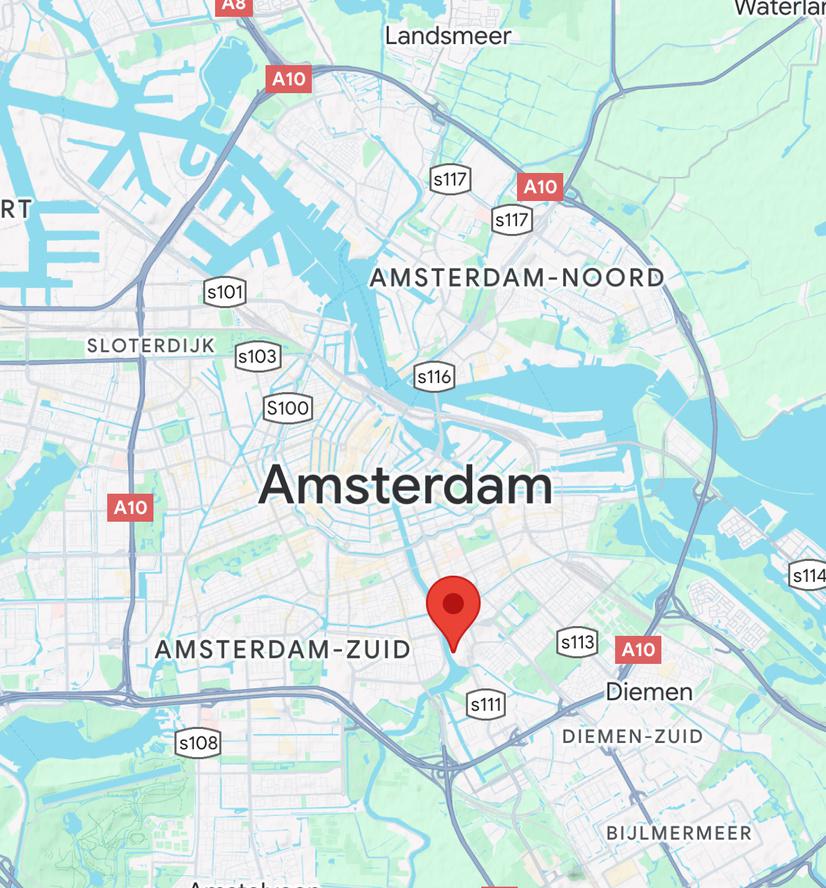 A8
Waterlan
Landsmeer
A10
s117
A10
s117
RT
AMSTERDAM-NOORD
s101
SLOTERDIJK
s103
s116
S100
Amsterdam
A10
s114
AMSTERDAM-ZUID
s113
A10
Diemen
s111
DIEMEN-ZUID
s108
BIJLMERMEER
Amstelveen